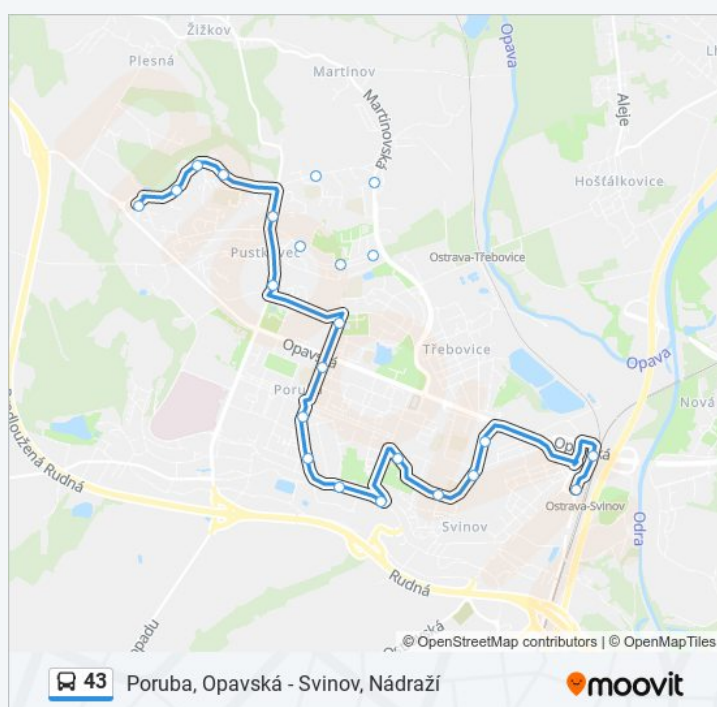 Žižkov
Plesná
Martinov
Opava
Martinovská
Aleje
Hošťálkovice
Pustkovec
Ostrava-Třebovice
Opavská
Třebovice
Opava
Poruba
Nová
Prodloužená Rudná
Opavská
Ostrava-Svinov
Svinov
Odra
Rudná
© OpenStreetMap contributors | © OpenMapTiles
43 Poruba, Opavská - Svinov, Nádraží
moovit